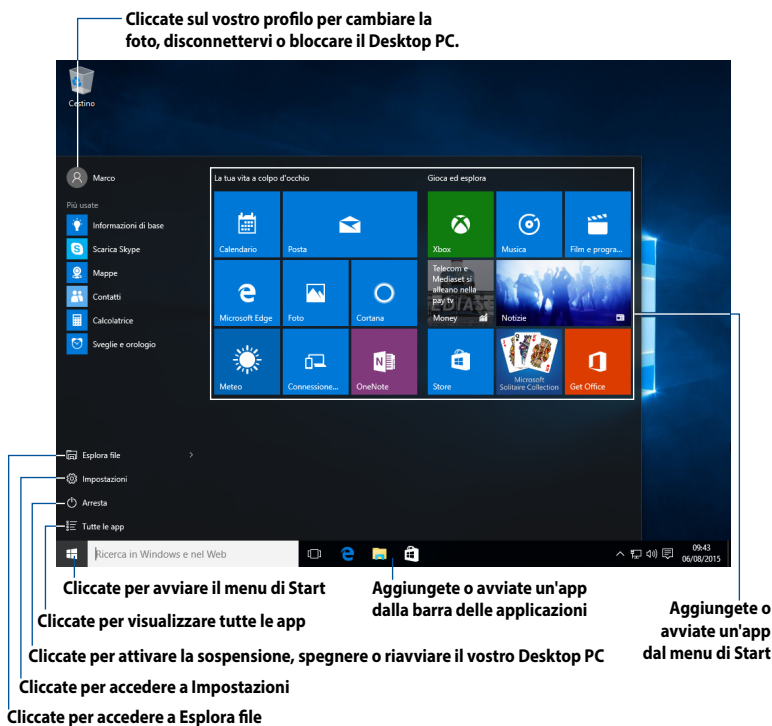 Cliccate sul vostro profilo per cambiare la
foto, disconnettervi o bloccare il Desktop PC.
Cestino
Marco
Più usate
Informazioni di base
Scarica Skype
Mappe
Contatti
Calcolatrice
Sveglie e orologio
La tua vita a colpo d'occhio
Calendario
Posta
Microsoft Edge
Foto
Cortana
Meteo
Connessione...
OneNote
Gioca ed esplora
Xbox
Musica
Film e progra...
Telecom e
Mediaset si
alleano nella
pay tv
Money
Notizie
Store
Microsoft
Solitaire Collection
Get Office
Esplora file
Impostazioni
Arresta
Tutte le app
Ricerca in Windows e nel Web
09:43
06/08/2015
Cliccate per avviare il menu di Start
Aggiungete o avviate un'app
dalla barra delle applicazioni
Aggiungete o
avviate un'app
dal menu di Start
Cliccate per visualizzare tutte le app
Cliccate per attivare la sospensione, spegnere o riavviare il vostro Desktop PC
Cliccate per accedere a Impostazioni
Cliccate per accedere a Esplora file